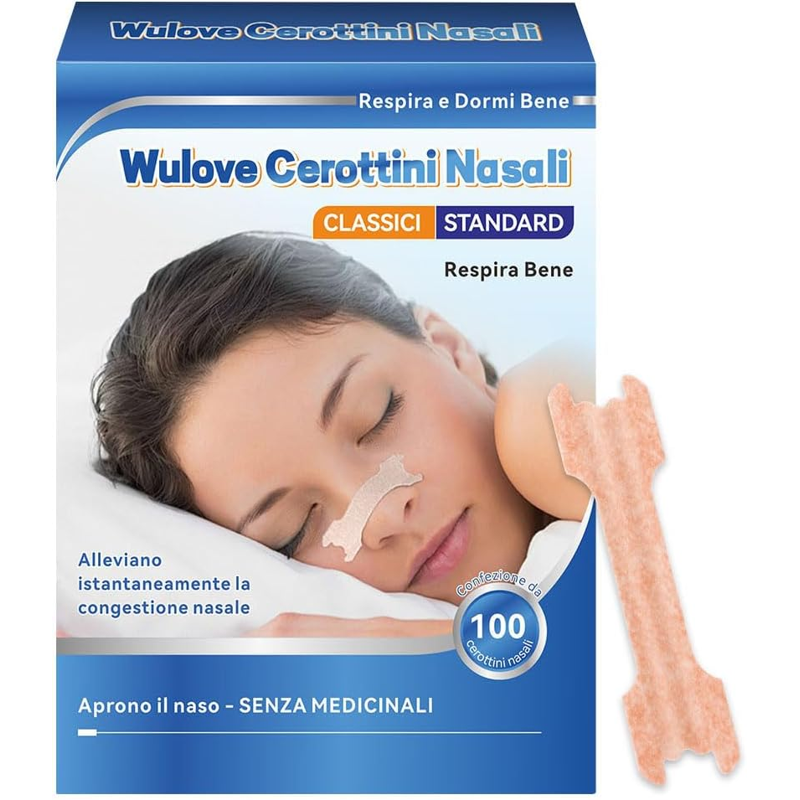 Wulove Cerottini Nasali
Respira e Dormi Bene
Wulove Cerottini Nasali
CLASSICI STANDARD
Respira Bene
Alleviano
istantaneamente la
congestione nasale
Confezione da
100
cerottini nasali
Aprono il naso - SENZA MEDICINALI